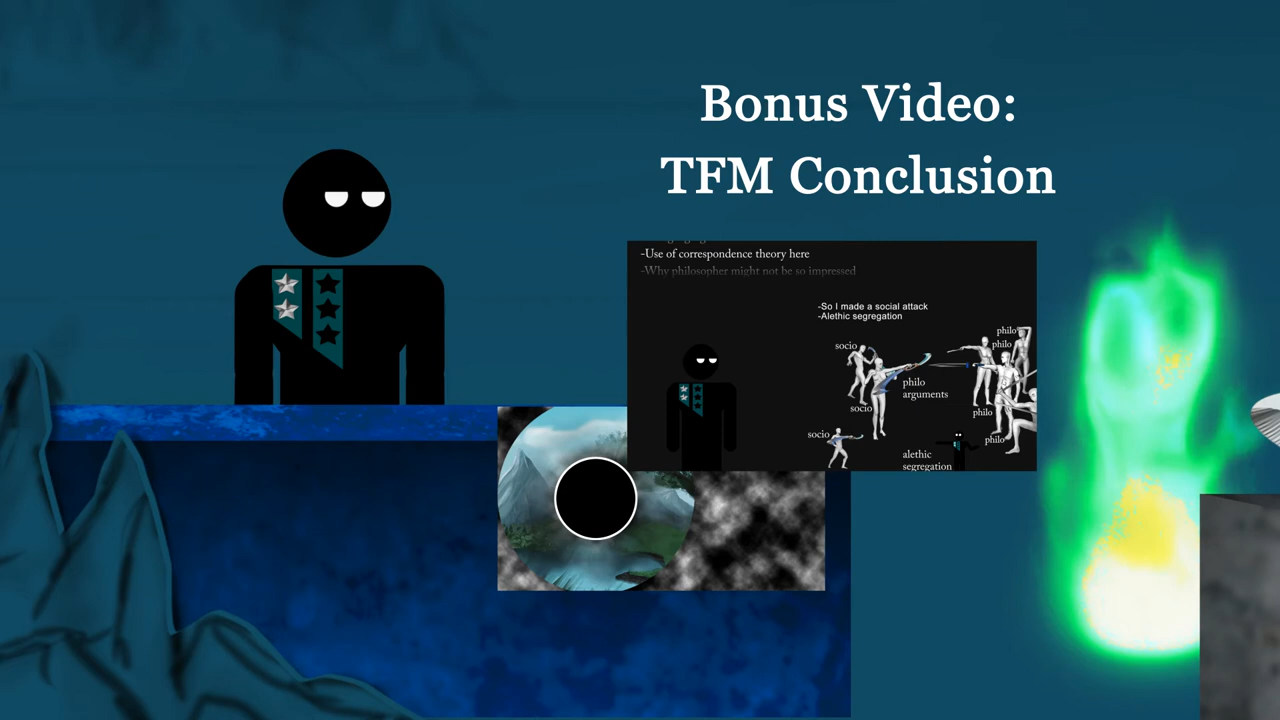 Bonus Video:
TFM Conclusion
-Use of correspondence theory here
-Why philosopher might not be so impressed
-So I made a social attack
-Alethic segregation
philo
philo
socio
philo
arguments
socio
philo
socio
philo
alethic
segregation